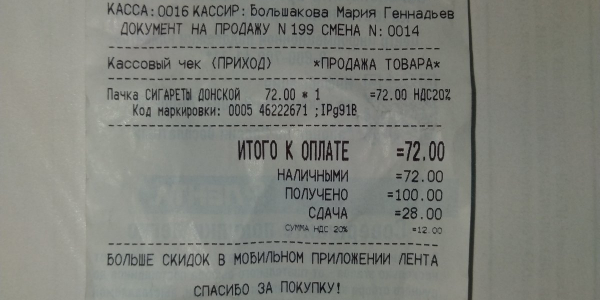 КАССА: 0016 КАССИР: Большакова Мария Геннадьев
ДОКУМЕНТ НА ПРОДАЖУ N 199 СМЕНА N: 0014
Кассовый чек (ПРИХОД) *ПРОДАЖА ТОВАРА*
Пачка СИГАРЕТЫ ДОНСКОЙ 72.00 * 1 =72.00 НДС20%
Код маркировки: 0005 46222671 ;IPg91B
ИТОГО К ОПЛАТЕ =72.00
НАЛИЧНЫМИ =72.00
ПОЛУЧЕНО =100.00
СДАЧА =28.00
СУММА НДС 20% =12.00
БОЛЬШЕ СКИДОК В МОБИЛЬНОМ ПРИЛОЖЕНИИ ЛЕНТА
СПАСИБО ЗА ПОКУПКУ!